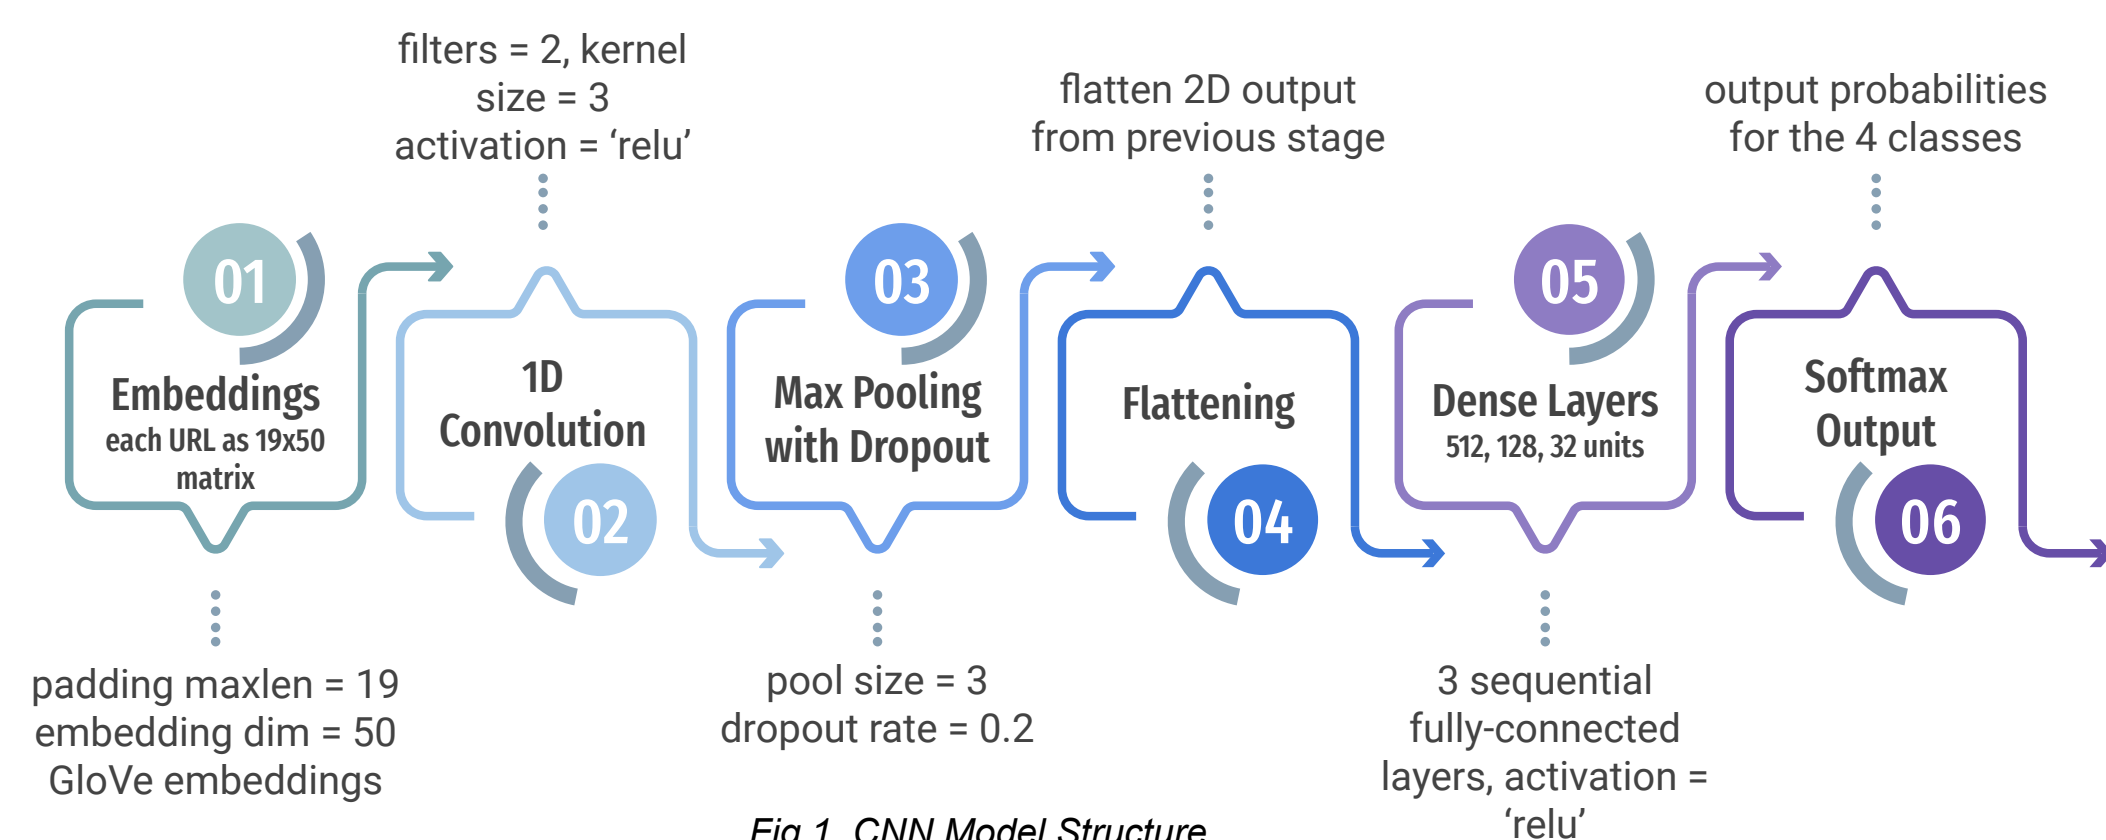 filters = 2, kernel
size = 3
activation = ‘relu’
flatten 2D output
from previous stage
output probabilities
for the 4 classes
01
Embeddings
each URL as 19x50
matrix
1D
Convolution
02
03
Max Pooling
with Dropout
Flattening
04
05
Dense Layers
512, 128, 32 units
Softmax
Output
06
padding maxlen = 19
embedding dim = 50
GloVe embeddings
pool size = 3
dropout rate = 0.2
3 sequential
fully-connected
layers, activation =
‘relu’
Fig 1. CNN Model Structure